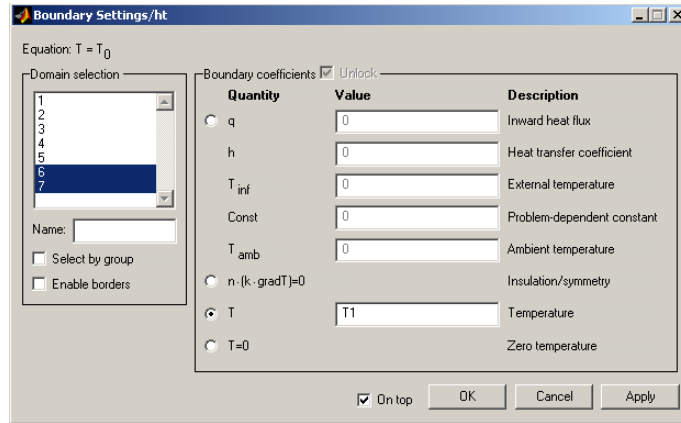 Boundary Settings/ht
Equation: T = T0
Domain selection
1
2
3
4
5
6
7
Name:
Select by group
Enable borders
Boundary coefficients Unlock
Quantity Value Description
q 0 Inward heat flux
h 0 Heat transfer coefficient
T inf 0 External temperature
Const 0 Problem-dependent constant
T amb 0 Ambient temperature
n·(k·gradT)=0 Insulation/symmetry
T T1 Temperature
T=0 Zero temperature
On top OK Cancel Apply